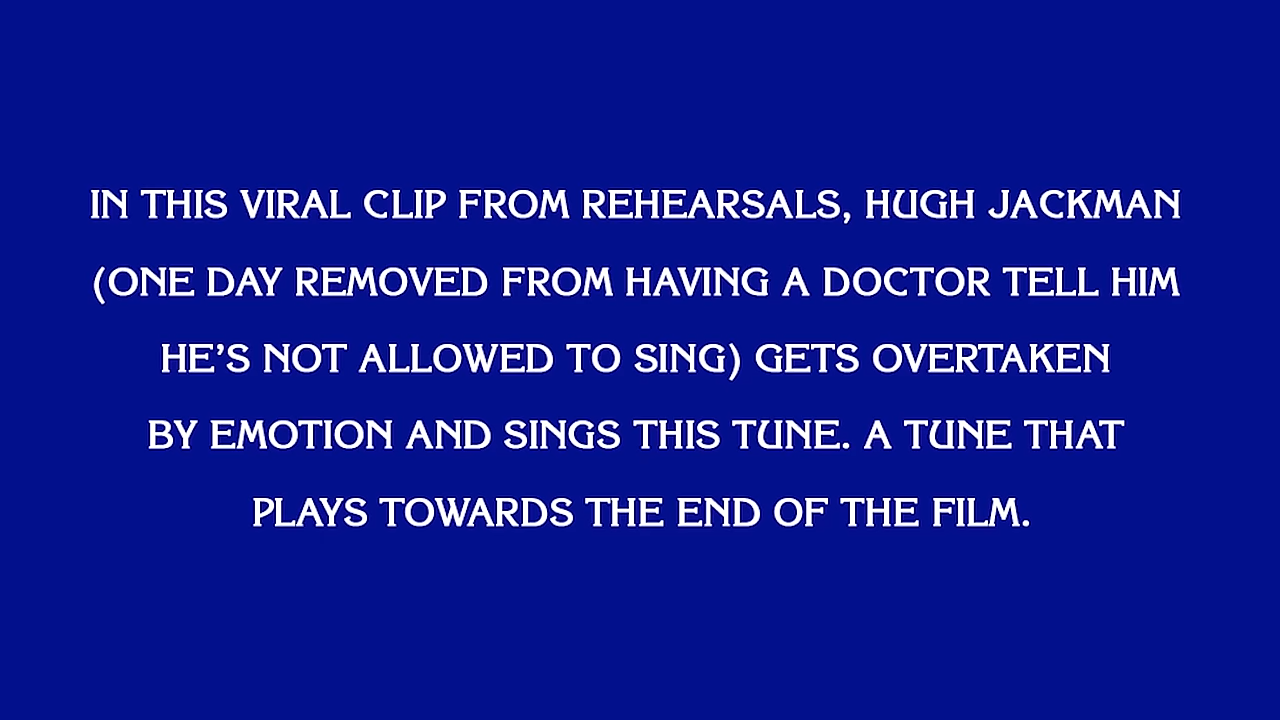 IN THIS VIRAL CLIP FROM REHEARSALS, HUGH JACKMAN
(ONE DAY REMOVED FROM HAVING A DOCTOR TELL HIM
HE'S NOT ALLOWED TO SING) GETS OVERTAKEN
BY EMOTION AND SINGS THIS TUNE. A TUNE THAT
PLAYS TOWARDS THE END OF THE FILM.